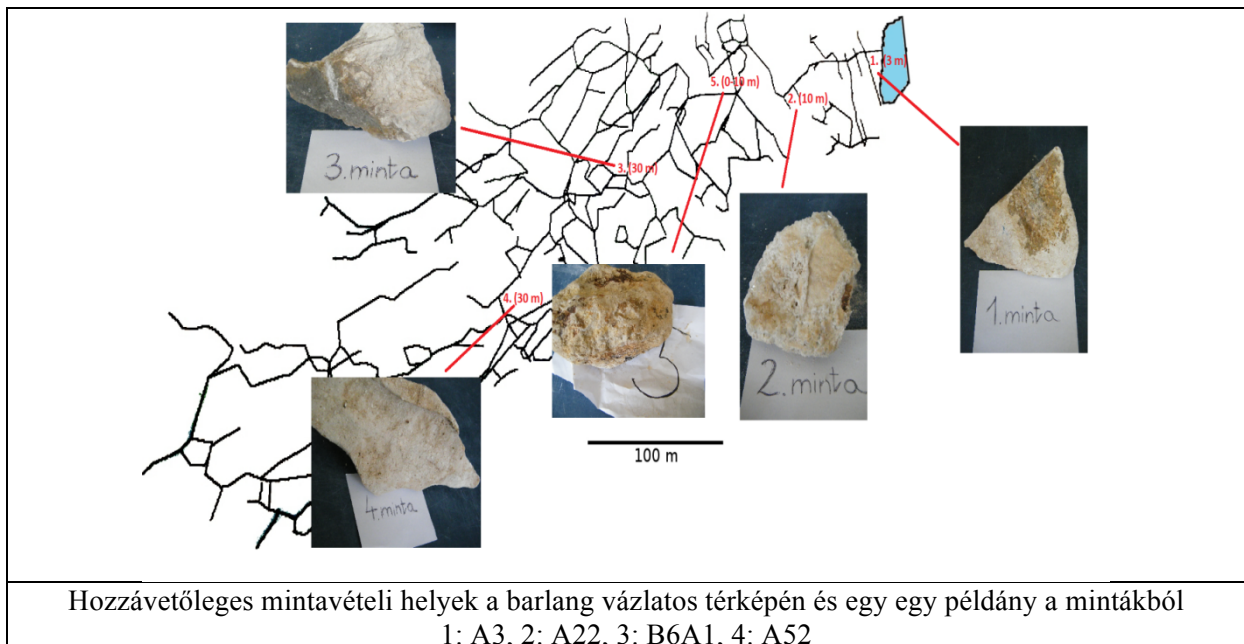 1. (3 m)
5. (0-10 m)
2. (10 m)
3. (30 m)
4. (30 m)
3. minta
1. minta
2. minta
5
4. minta
100 m
Hozzávetőleges mintavételi helyek a barlang vázlatos térképén és egy egy példány a mintákból
1: A3, 2: A22, 3: B6A1, 4: A52